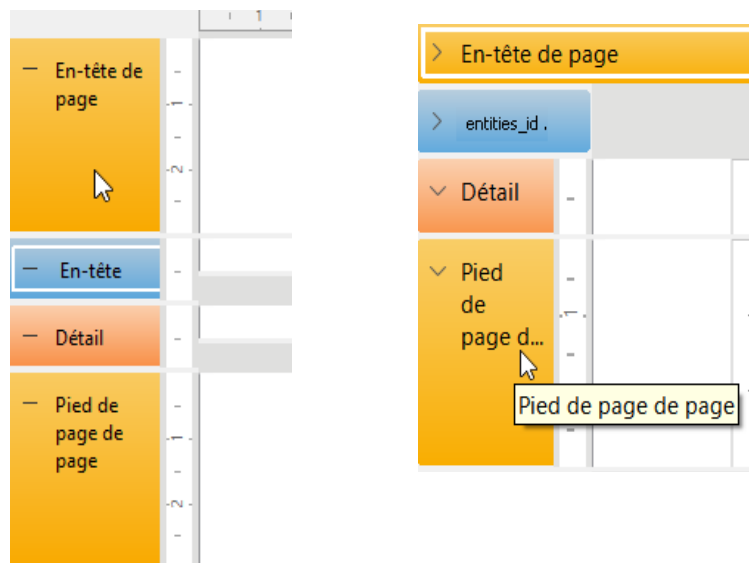 1
En-tête de
page
1
2
En-tête
Détail
Pied de
page de
page
1
2
En-tête de page
entities_id .
Détail
Pied
de
page d...
1
Pied de page de page